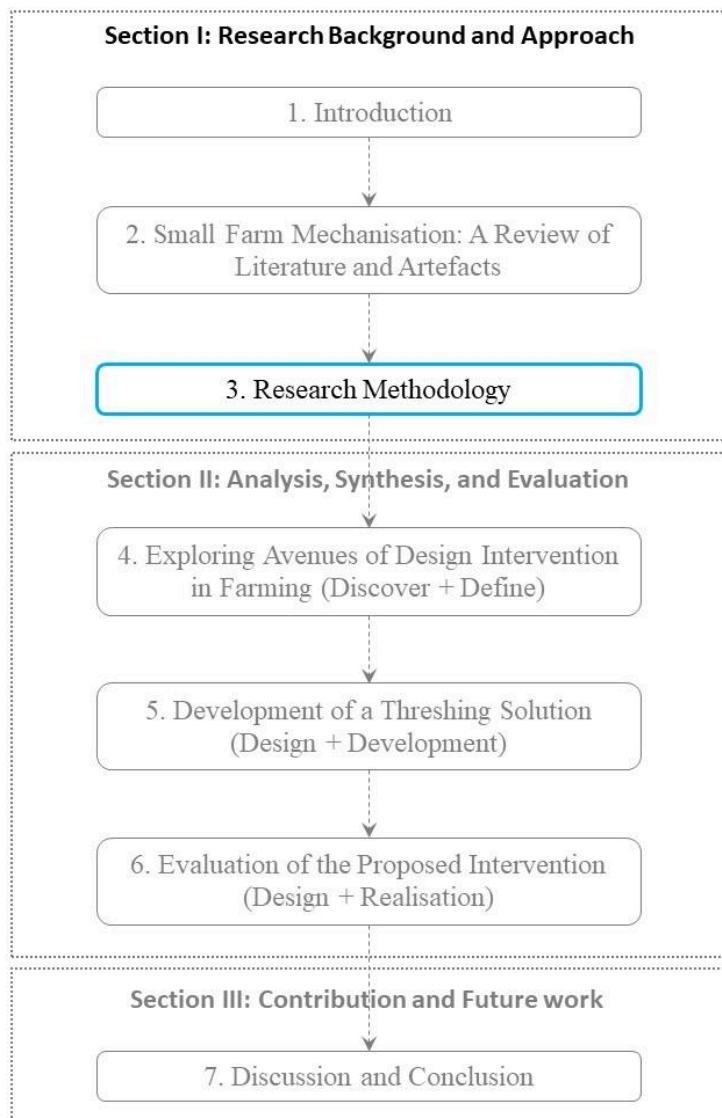 Section I: Research Background and Approach
1. Introduction
2. Small Farm Mechanisation: A Review of
Literature and Artefacts
3. Research Methodology
Section II: Analysis, Synthesis, and Evaluation
4. Exploring Avenues of Design Intervention
in Farming (Discover + Define)
5. Development of a Threshing Solution
(Design + Development)
6. Evaluation of the Proposed Intervention
(Design + Realisation)
Section III: Contribution and Future work
7. Discussion and Conclusion